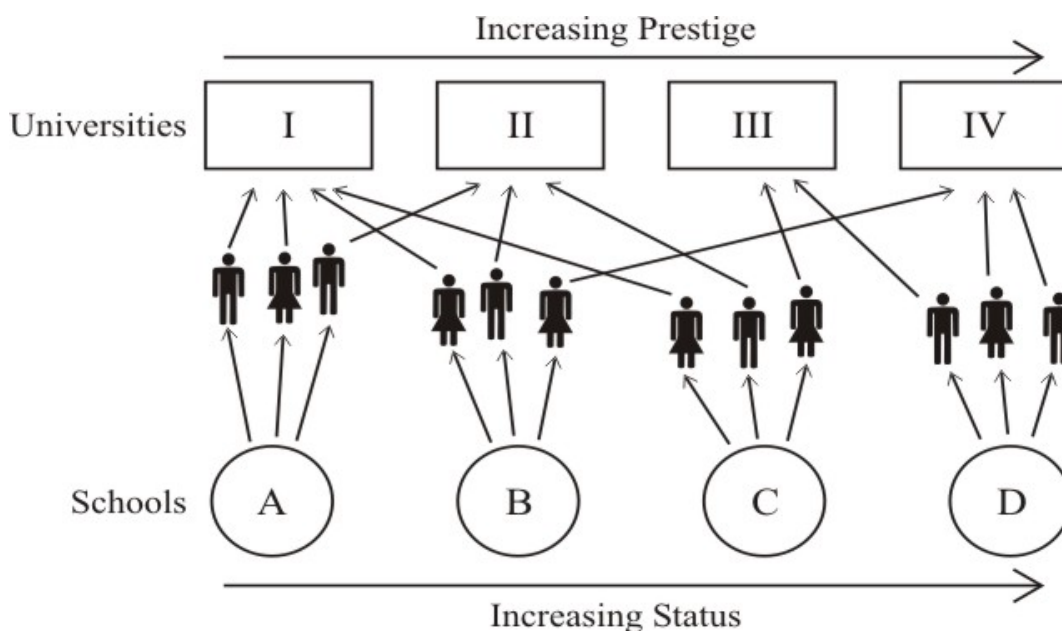 Increasing Prestige
Universities I II III IV
Schools A B C D
Increasing Status